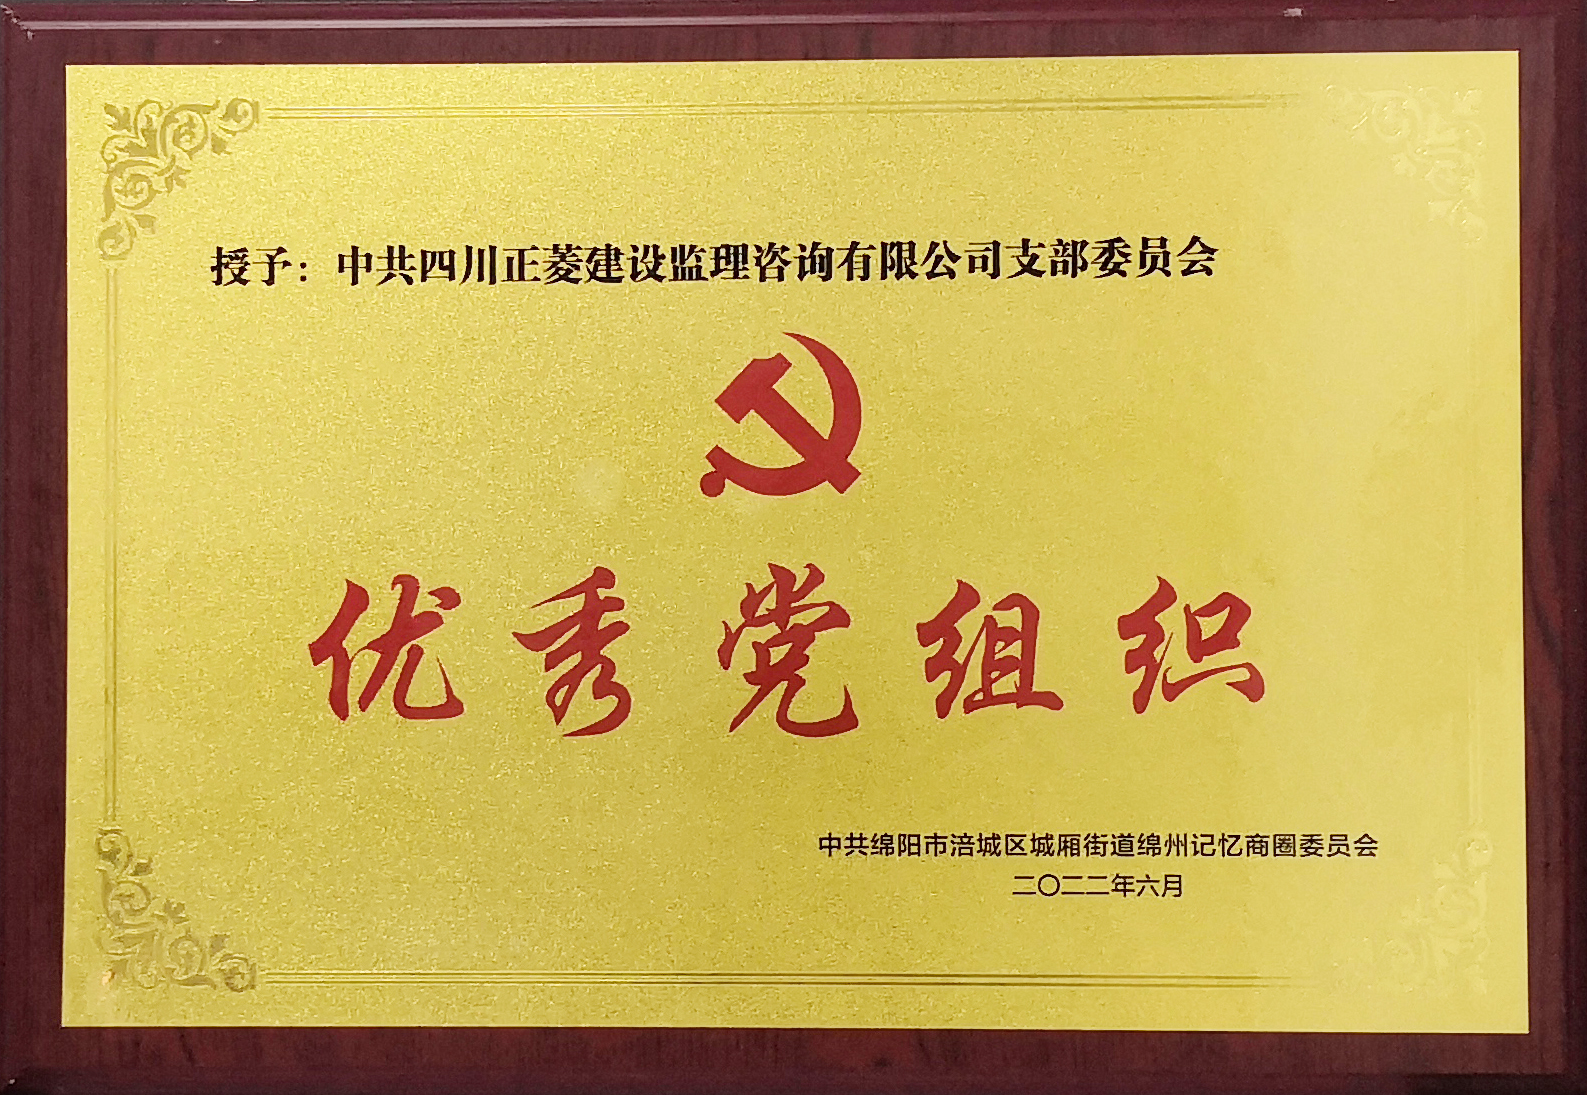 授予：中共四川正菱建设监理咨询有限公司支部委员会
优秀党组织
中共绵阳市涪城区城厢街道绵州记忆商圈委员会
二〇二二年六月